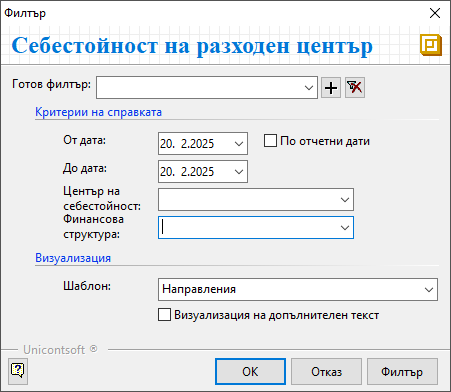 Филтър
Себестойност на разходен център
Готов филтър:
Критерии на справката
От дата: 20. 2.2025 По отчетни дати
До дата: 20. 2.2025
Център на
себестойност:
Финансова
структура:
Визуализация
Шаблон: Направления
Визуализация на допълнителен текст
Unicontsoft ®
? ОК Отказ Филтър